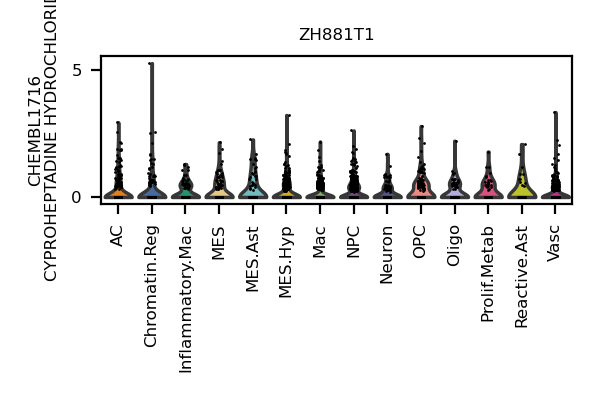 ZH881T1
CHEMBL1716
CYPROHEPTADINE HYDROCHLORID
5
0
AC
Chromatin.Reg
Inflammatory.Mac
MES
MES.Ast
MES.Hyp
Mac
NPC
Neuron
OPC
Oligo
Prolif.Metab
Reactive.Ast
Vasc